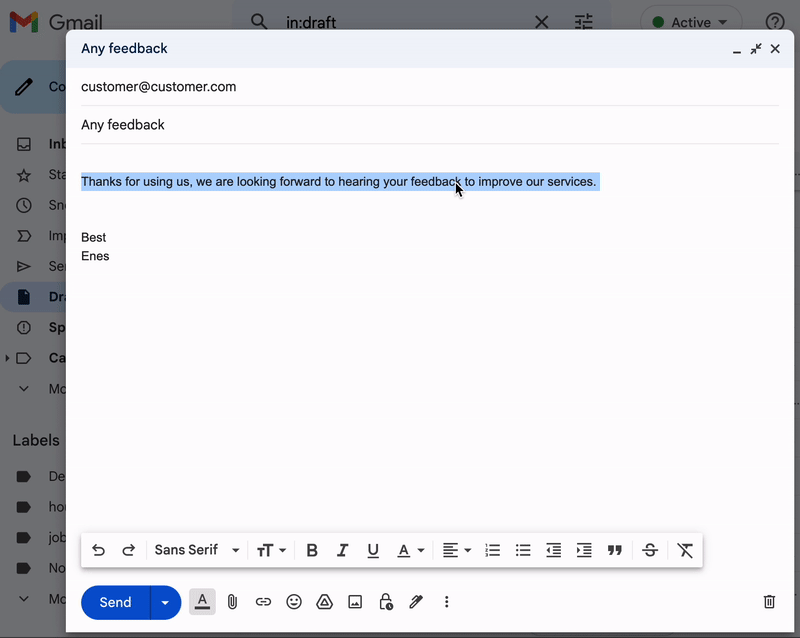 Gmail
in:draft
Active
Any feedback
customer@customer.com
Any feedback
Thanks for using us, we are looking forward to hearing your feedback to improve our services.
Best
Enes
Co
Inb
Sta
Sno
Imp
Sen
Dra
Sp
Ca
Mo
Labels
De
hou
job
No
Mo
Sans Serif
Send